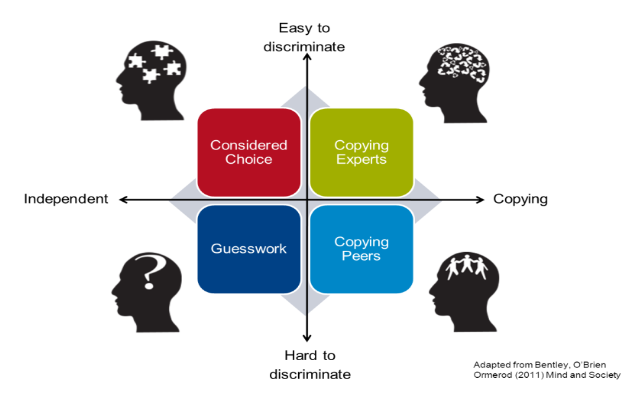 Easy to
discriminate
Considered
Choice
Copying
Experts
Independent
Copying
Guesswork
Copying
Peers
Hard to
discriminate
Adapted from Bentley, O'Brien
Ormerod (2011) Mind and Society